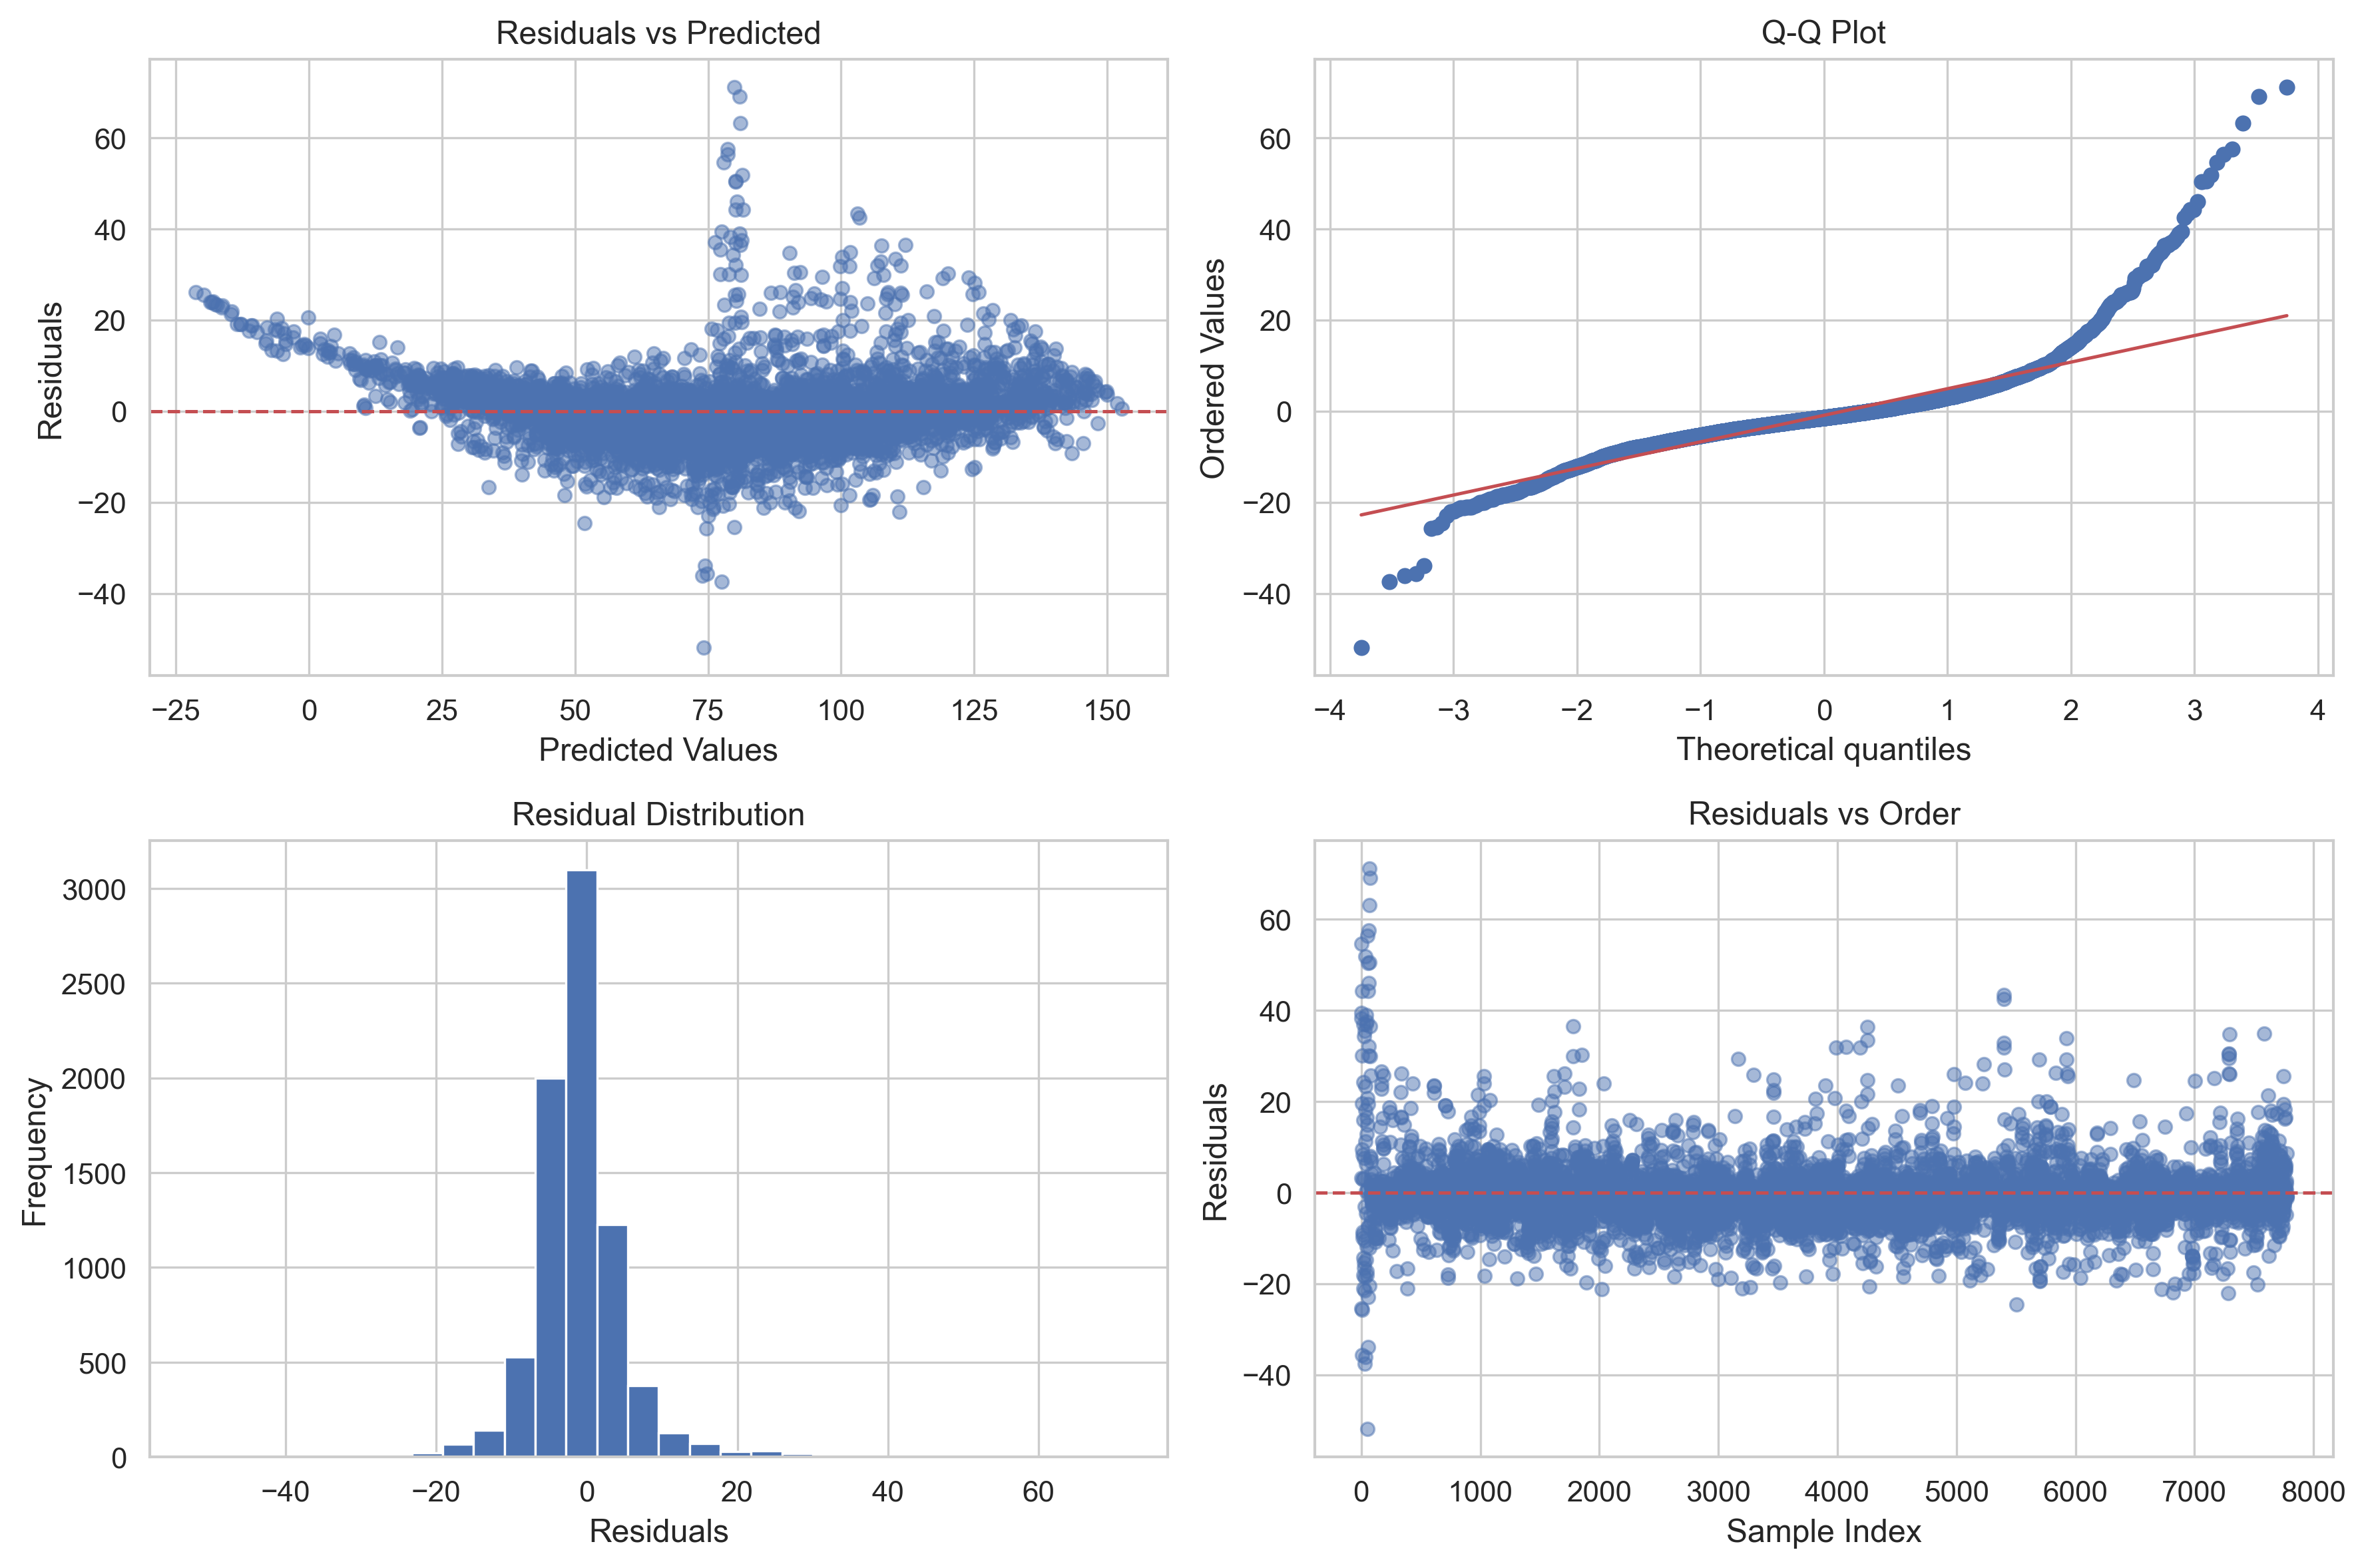 Residuals vs Predicted
Residuals
60
40
20
0
−20
−40
−25 0 25 50 75 100 125 150
Predicted Values
Q-Q Plot
Ordered Values
60
40
20
0
−20
−40
−4 −3 −2 −1 0 1 2 3 4
Theoretical quantiles
Residual Distribution
Frequency
3000
2500
2000
1500
1000
500
0
−40 −20 0 20 40 60
Residuals
Residuals vs Order
Residuals
60
40
20
0
−20
−40
0 1000 2000 3000 4000 5000 6000 7000 8000
Sample Index